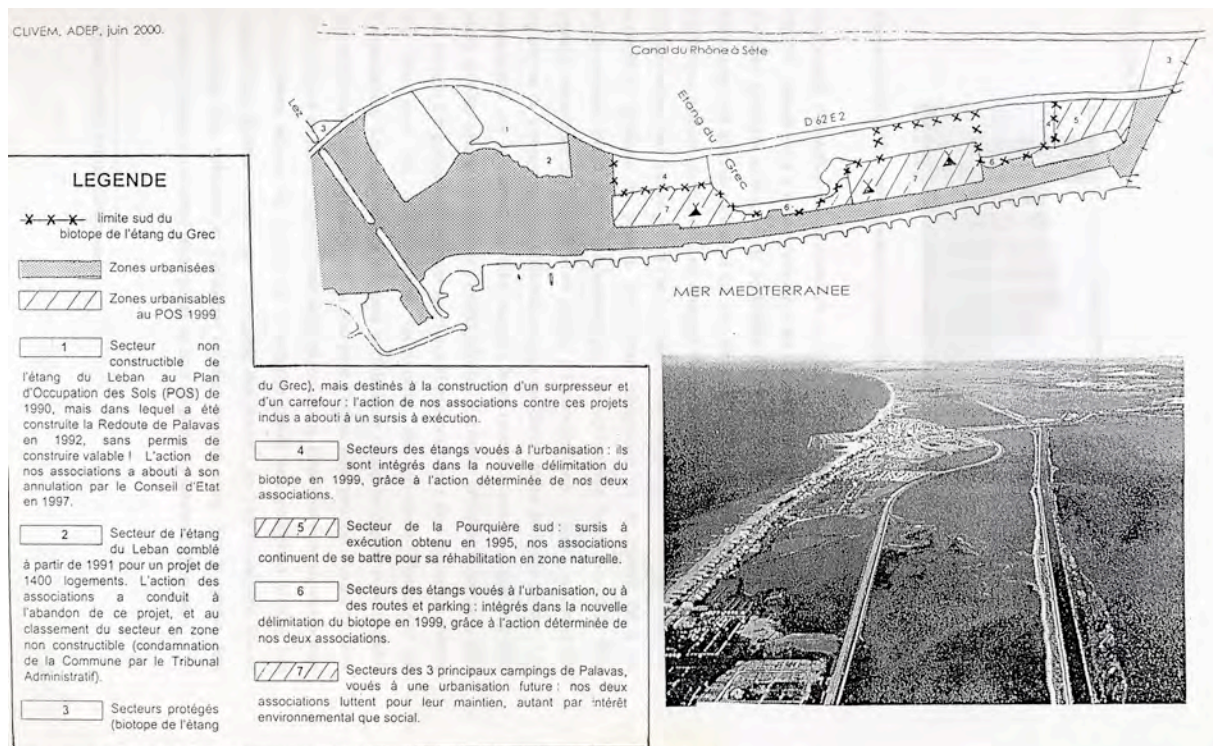 CLIVEM, ADEP, juin 2000.
Canal du Rhône à Sète
3
Lez
3
1
2
Etang du
Grec
D 62 E 2
4
5
4
6
7
7
6
MER MEDITERRANEE
LEGENDE
limite sud du
biotope de l'étang du Grec
Zones urbanisées
Zones urbanisables
au POS 1999
1 Secteur non
constructible de
l'étang du Leban au Plan
d'Occupation des Sols (POS) de
1990, mais dans lequel a été
construite la Redoute de Palavas
en 1992, sans permis de
construire valable ! L'action de
nos associations a abouti à son
annulation par le Conseil d'Etat
en 1997.
2 Secteur de l'étang
du Leban comblé
à partir de 1991 pour un projet de
1400 logements. L'action des
associations a conduit à
l'abandon de ce projet, et au
classement du secteur en zone
non constructible (condamnation
de la Commune par le Tribunal
Administratif).
3 Secteurs protégés
(biotope de l'étang
du Grec), mais destinés à la construction d'un surpresseur et
d'un carrefour : l'action de nos associations contre ces projets
indus a abouti à un sursis à exécution.
4 Secteurs des étangs voués à l'urbanisation : ils
sont intégrés dans la nouvelle délimitation du
biotope en 1999, grâce à l'action déterminée de nos deux
associations.
5 Secteur de la Pourquière sud : sursis à
exécution obtenu en 1995, nos associations
continuent de se battre pour sa réhabilitation en zone naturelle.
6 Secteurs des étangs voués à l'urbanisation, ou à
des routes et parking : intégrés dans la nouvelle
délimitation du biotope en 1999, grâce à l'action déterminée de
nos deux associations.
7 Secteurs des 3 principaux campings de Palavas,
voués à une urbanisation future : nos deux
associations luttent pour leur maintien, autant par intérêt
environnemental que social.